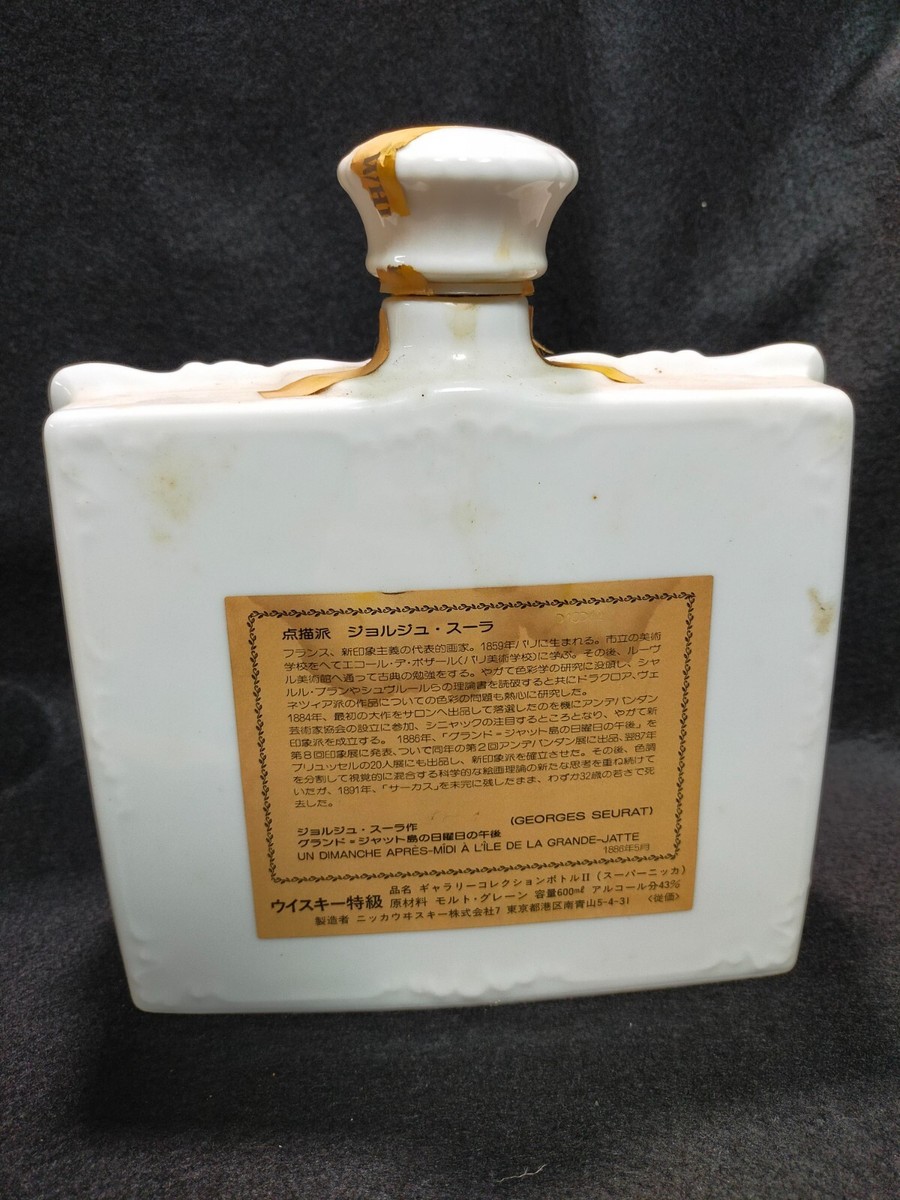 WHI
点描派 ジョルジュ・スーラ
フランス、新印象主義の代表的画家。1859年パリに生まれる。市立の美術
学校をへてエコール・デ・ボザール(パリ美術学校)に学ぶ。その後、ルーヴ
ル美術館へ通って古典の勉強をする。やがて色彩学の研究に没頭し、シャ
ルル・ブランやシュヴルールらの理論書を読破すると共にドラクロア、ヴェ
ネツィア派の作品についての色彩の問題も熱心に研究した。
1884年、最初の大作をサロンへ出品して落選したのを機にアンデパンダン
芸術家協会の設立に参加、シニャックの注目するところとなり、やがて新
印象派を成立する。 1886年、「グランド=ジャット島の日曜日の午後」を
第8回印象展に発表、ついで同年の第2回アンデパンダン展に出品、翌87年
ブリュッセルの20人展にも出品し、新印象派を確立させた。その後、色調
を分割して視覚的に混合する科学的な絵画理論の新たな思考を重ね続けて
いたが、1891年、「サーカス」を未完に残したまま、わずか32歳の若さで死
去した。
(GEORGES SEURAT)
ジョルジュ・スーラ作
グランド=ジャット島の日曜日の午後
UN DIMANCHE APRÈS-MIDI À L'ÎLE DE LA GRANDE-JATTE
1886年5月
品名 ギャラリーコレクションボトルII (スーパーニッカ)
ウイスキー特級 原材料 モルト・グレーン 容量600ml アルコール分43%
製造者 ニッカウヰスキー株式会社7 東京都港区南青山5-4-31 〈従価〉